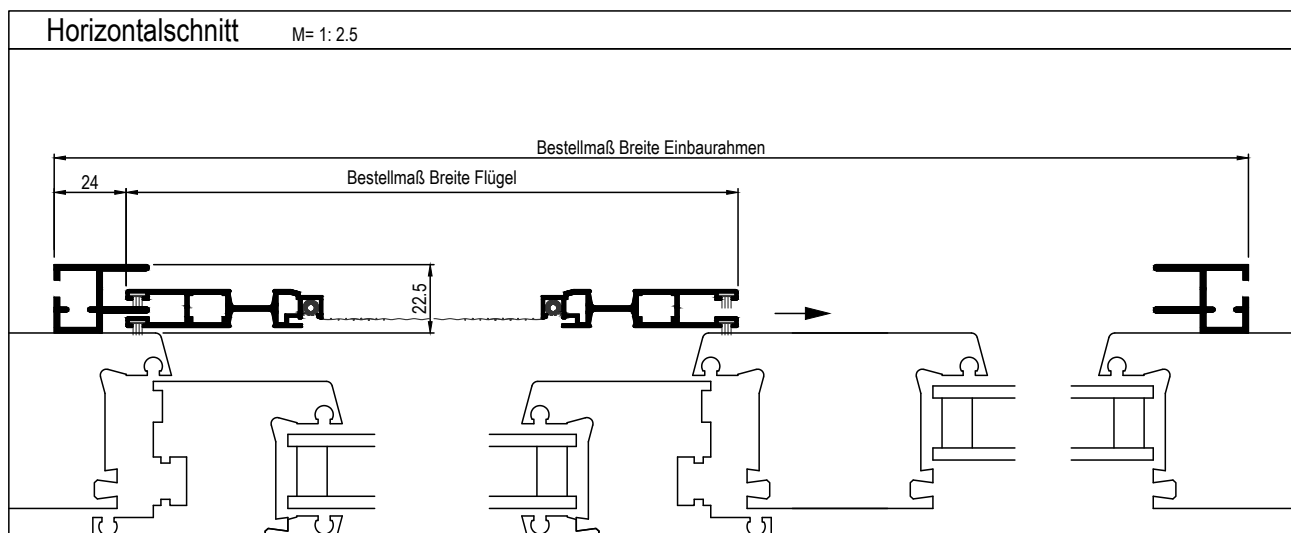 Horizontalschnitt M= 1: 2.5
Bestellmaß Breite Einbaurahmen
24 Bestellmaß Breite Flügel
22.5